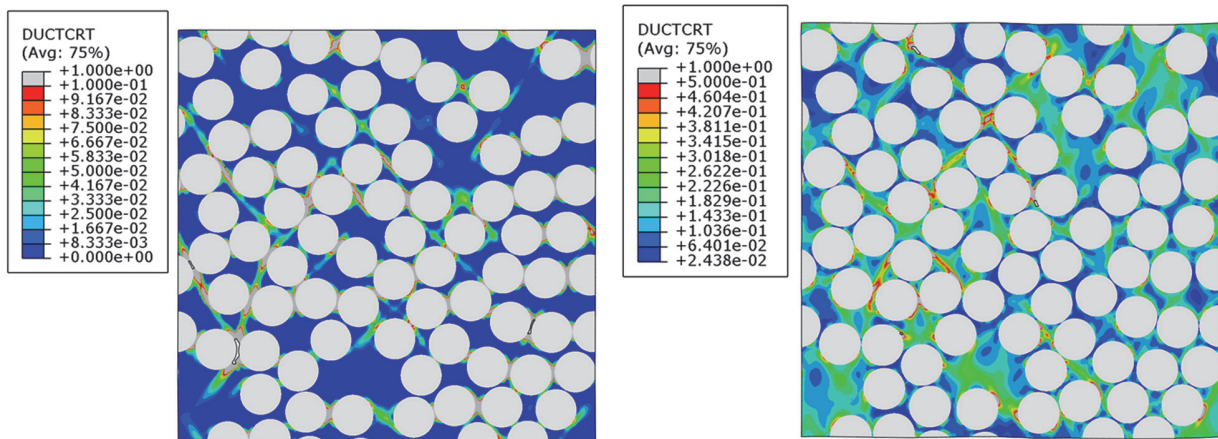 DUCTCRT
(Avg: 75%)
+1.000e+00
+1.000e-01
+9.167e-02
+8.333e-02
+7.500e-02
+6.667e-02
+5.833e-02
+5.000e-02
+4.167e-02
+3.333e-02
+2.500e-02
+1.667e-02
+8.333e-03
+0.000e+00
DUCTCRT
(Avg: 75%)
+1.000e+00
+5.000e-01
+4.604e-01
+4.207e-01
+3.811e-01
+3.415e-01
+3.018e-01
+2.622e-01
+2.226e-01
+1.829e-01
+1.433e-01
+1.036e-01
+6.401e-02
+2.438e-02